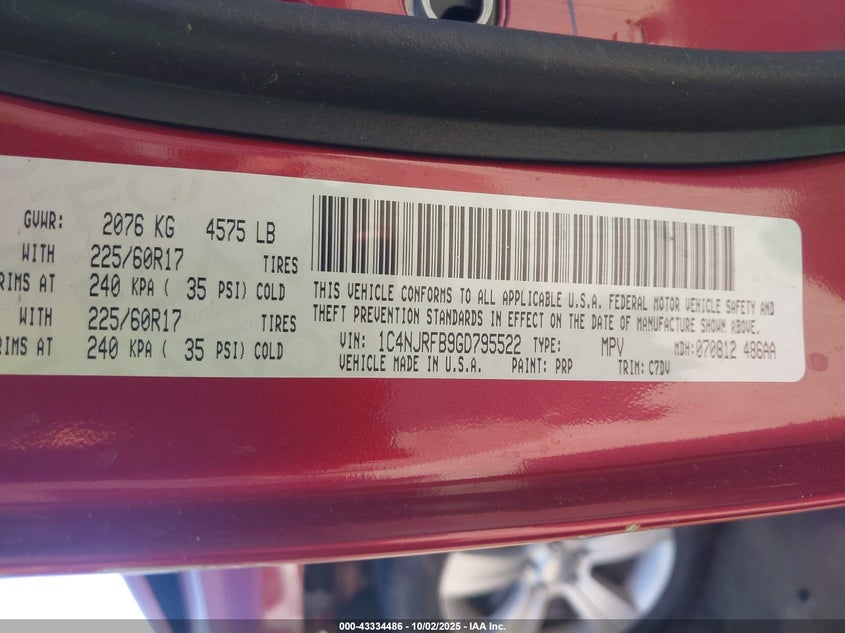 GVWR: 2076 KG 4575 LB
WITH 225/60R17 TIRES
RIMS AT 240 KPA ( 35 PSI) COLD
WITH 225/60R17 TIRES
RIMS AT 240 KPA ( 35 PSI) COLD
THIS VEHICLE CONFORMS TO ALL APPLICABLE U.S.A. FEDERAL MOTOR VEHICLE SAFETY AND
THEFT PREVENTION STANDARDS IN EFFECT ON THE DATE OF MANUFACTURE SHOWN ABOVE.
VIN: 1C4NJRFB9GD795522 TYPE: MPV MDH:070812 486AA
VEHICLE MADE IN U.S.A. PAINT: PRP TRIM: C7DV
000-43334486 - 10/02/2025 - IAA Inc.